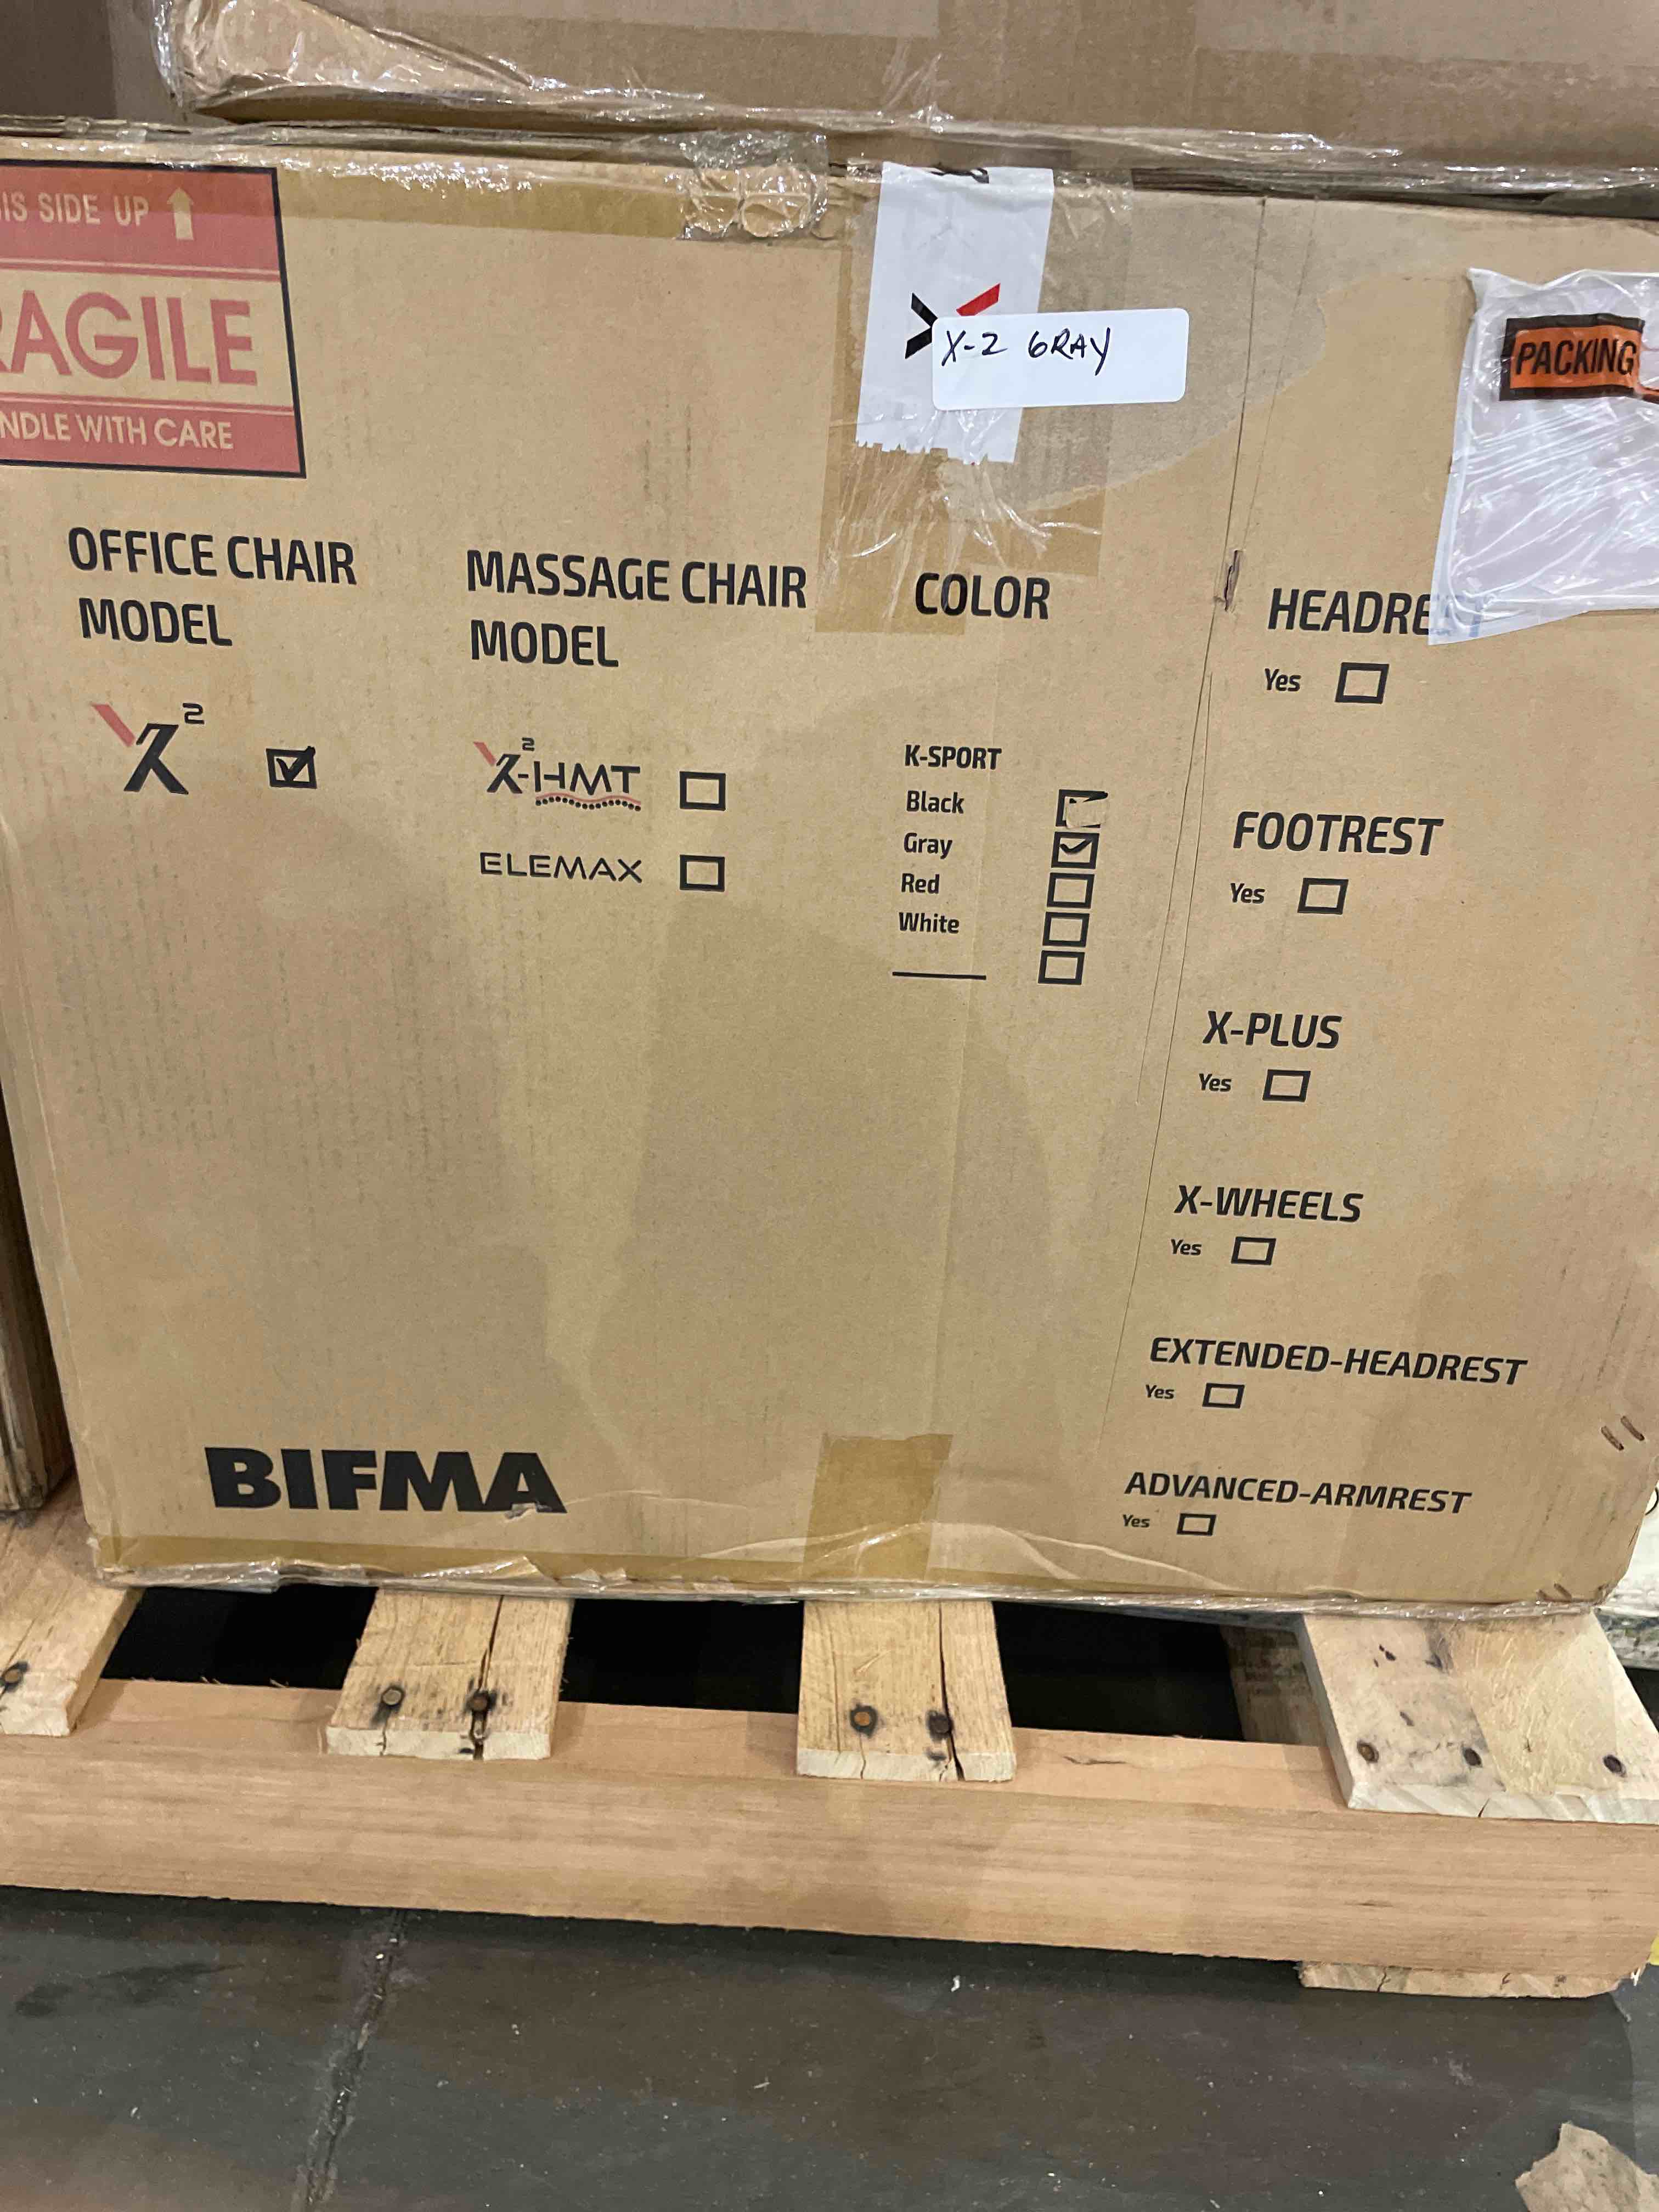 IS SIDE UP
RAGILE
NDLE WITH CARE
X-2 GRAY
PACKING
OFFICE CHAIR
MODEL
X2
MASSAGE CHAIR
MODEL
X2-HMT
ELEMAX
COLOR
K-SPORT
Black
Gray
Red
White
HEADRE
Yes
FOOTREST
Yes
X-PLUS
Yes
X-WHEELS
Yes
EXTENDED-HEADREST
Yes
ADVANCED-ARMREST
Yes
BIFMA